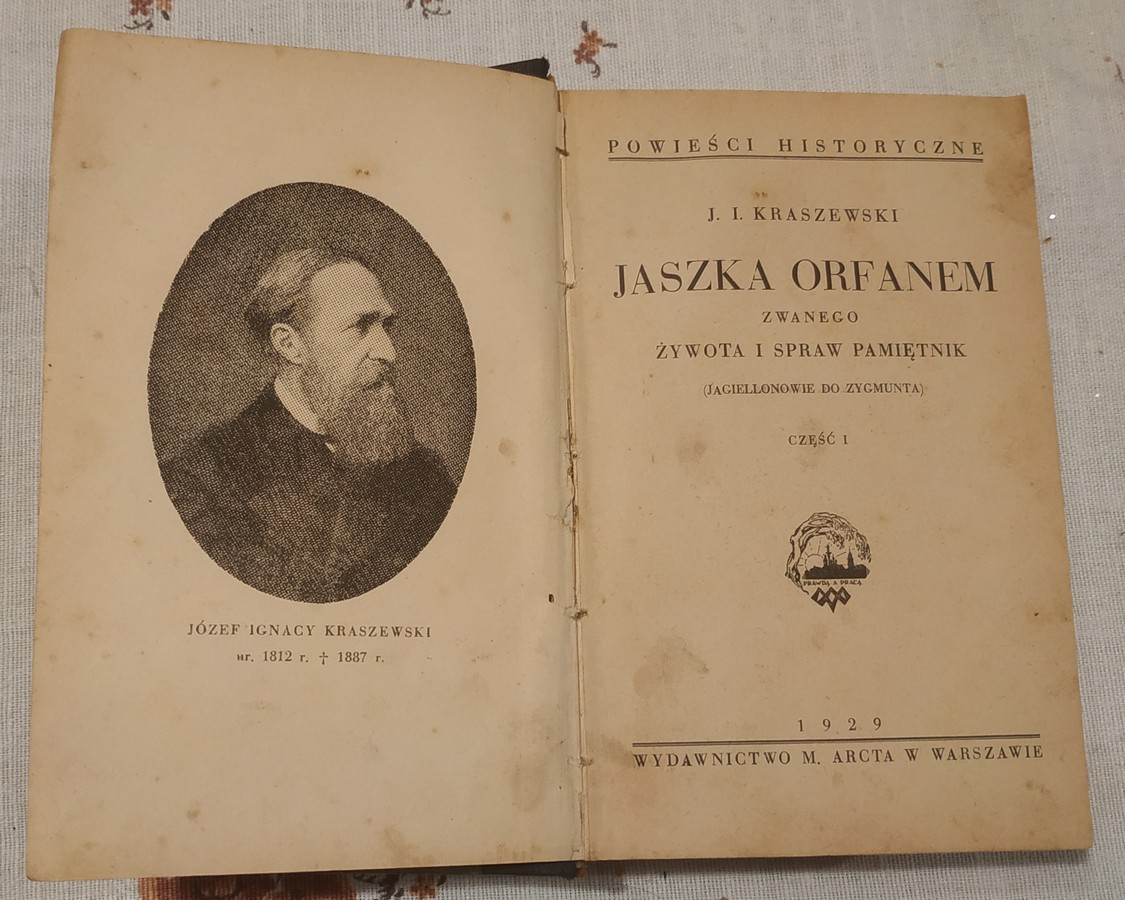 JÓZEF IGNACY KRASZEWSKI
ur. 1812 r. † 1887 r.
POWIEŚCI HISTORYCZNE
J. I. KRASZEWSKI
JASZKA ORFANEM
ZWANEGO
ŻYWOTA I SPRAW PAMIĘTNIK
(JAGIELLONOWIE DO ZYGMUNTA)
CZĘŚĆ I
PRAWDĄ A PRACĄ
1929
WYDAWNICTWO M. ARCTA W WARSZAWIE